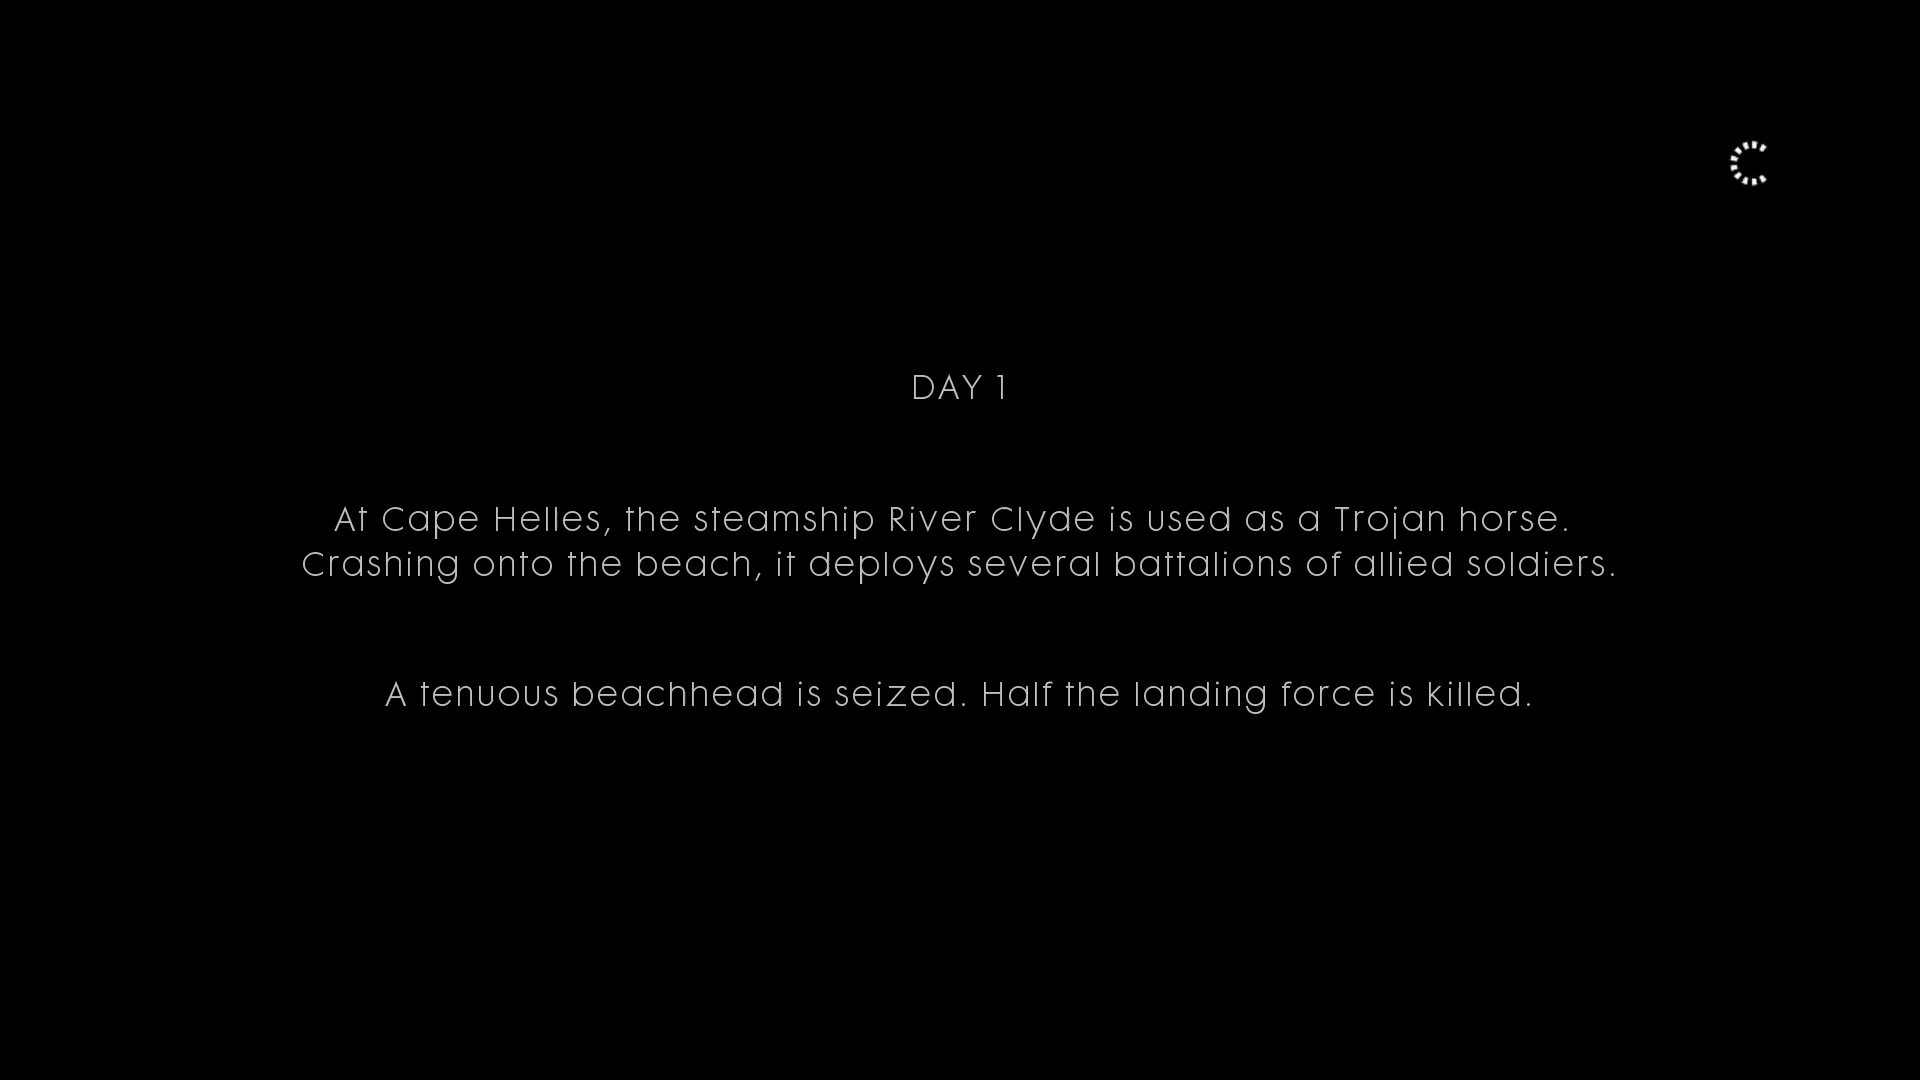 DAY 1
At Cape Helles, the steamship River Clyde is used as a Trojan horse.
Crashing onto the beach, it deploys several battalions of allied soldiers.
A tenuous beachhead is seized. Half the landing force is killed.